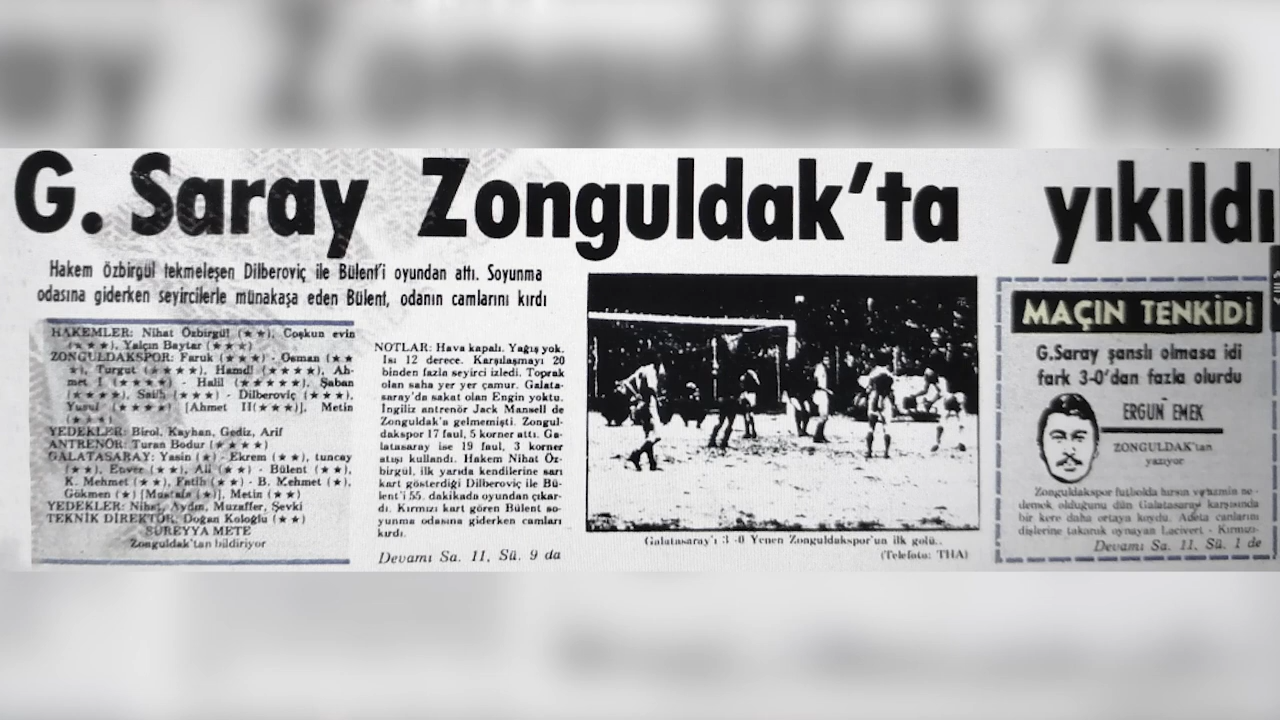 G. Saray Zonguldak'ta yıkıldı
Hakem Özbirgül tekmeleşen Dilberoviç ile Bülent'i oyundan attı. Soyunma
odasına giderken seyircilerle münakaşa eden Bülent, odanın camlarını kırdı
HAKEMLER: Nihat Özbirgül (★★), Coşkun evin
(★★★), Yalçın Baytar (★★★)
ZONGULDAKSPOR: Faruk (★★★) - Osman (★★
★), Turgut (★★★★), Hamdi (★★★★), Ah-
met I (★★★★) - Halil (★★★★★), Şaban
(★★★★), Salih (★★★) - Dilberoviç (★★★),
Yusuf (★★★★) [Ahmet II(★★★)], Metin
(★★★★)
YEDEKLER: Birol, Kayhan, Gediz, Arif
ANTRENÖR: Turan Bodur (★★★★)
GALATASARAY: Yasin (★) - Ekrem (★★), tuncay
(★★), Enver (★★), Ali (★★) - Bülent (★★),
K. Mehmet (★★), Fatih (★★) - B. Mehmet (★),
Gökmen (★) [Mustafa (★)], Metin (★★)
YEDEKLER: Nihat, Aydın, Muzaffer, Şevki
TEKNİK DİREKTÖR: Doğan Koloğlu (★★)
SÜREYYA METE
Zonguldak'tan bildiriyor
NOTLAR: Hava kapalı. Yağış yok.
Isı 12 derece. Karşılaşmayı 20
binden fazla seyirci izledi. Toprak
olan saha yer yer çamur. Galata-
saray'da sakat olan Engin yoktu.
İngiliz antrenör Jack Mansell de
Zonguldak'a gelmemişti. Zongul-
dakspor 17 faul, 5 korner attı. Ga-
latasaray ise 19 faul, 3 korner
atışı kullandı. Hakem Nihat Öz-
birgül, ilk yarıda kendilerine sarı
kart gösterdiği Dilberoviç ile Bü-
lent'i 55. dakikada oyundan çıkar-
dı. Kırmızı kart gören Bülent so-
yunma odasına giderken camları
kırdı.
Devamı Sa. 11, Sü. 9 da
Galatasaray'ı 3-0 Yenen Zonguldakspor'un ilk golü..
(Telefoto: THA)
MAÇIN TENKİDİ
G.Saray şanslı olmasa idi
fark 3-0'dan fazla olurdu
ERGUN EMEK
ZONGULDAK'tan
yazıyor
Zonguldakspor futbolda hırsın ve azmin ne-
demek olduğunu dün Galatasaray karşısında
bir kere daha ortaya koydu. Adeta canlarını
dişlerine takarak oynayan Lacivert - Kırmızı-
Devamı Sa. 11, Sü. 1 de